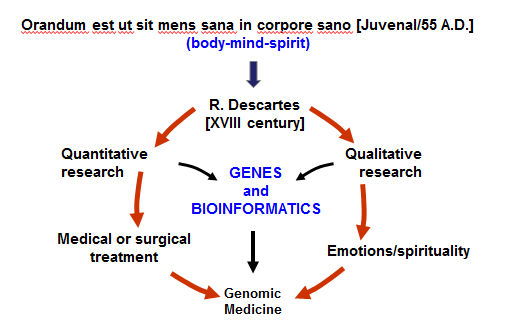 Orandum est ut sit mens sana in corpore sano [Juvenal/55 A.D.]
(body-mind-spirit)
R. Descartes
[XVIII century]
Quantitative
research
GENES
and
BIOINFORMATICS
Qualitative
research
Medical or surgical
treatment
Emotions/spirituality
Genomic
Medicine